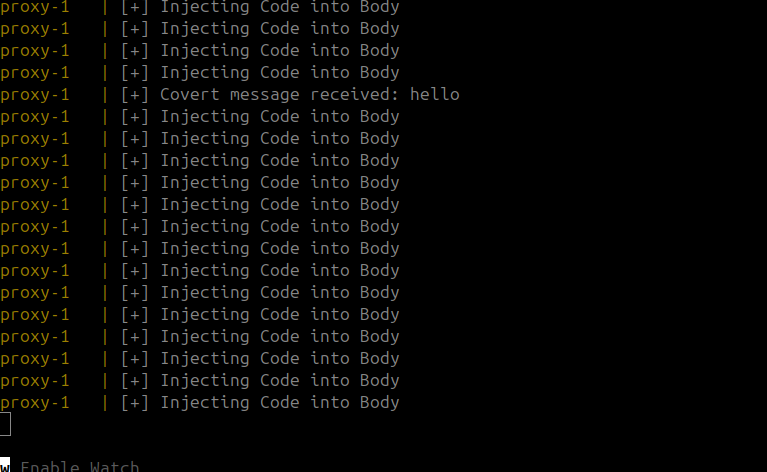 proxy-1   | [+] Injecting Code into Body
proxy-1   | [+] Injecting Code into Body
proxy-1   | [+] Injecting Code into Body
proxy-1   | [+] Injecting Code into Body
proxy-1   | [+] Covert message received: hello
proxy-1   | [+] Injecting Code into Body
proxy-1   | [+] Injecting Code into Body
proxy-1   | [+] Injecting Code into Body
proxy-1   | [+] Injecting Code into Body
proxy-1   | [+] Injecting Code into Body
proxy-1   | [+] Injecting Code into Body
proxy-1   | [+] Injecting Code into Body
proxy-1   | [+] Injecting Code into Body
proxy-1   | [+] Injecting Code into Body
proxy-1   | [+] Injecting Code into Body
proxy-1   | [+] Injecting Code into Body
proxy-1   | [+] Injecting Code into Body
proxy-1   | [+] Injecting Code into Body
proxy-1   | [+] Injecting Code into Body
w Enable Watch